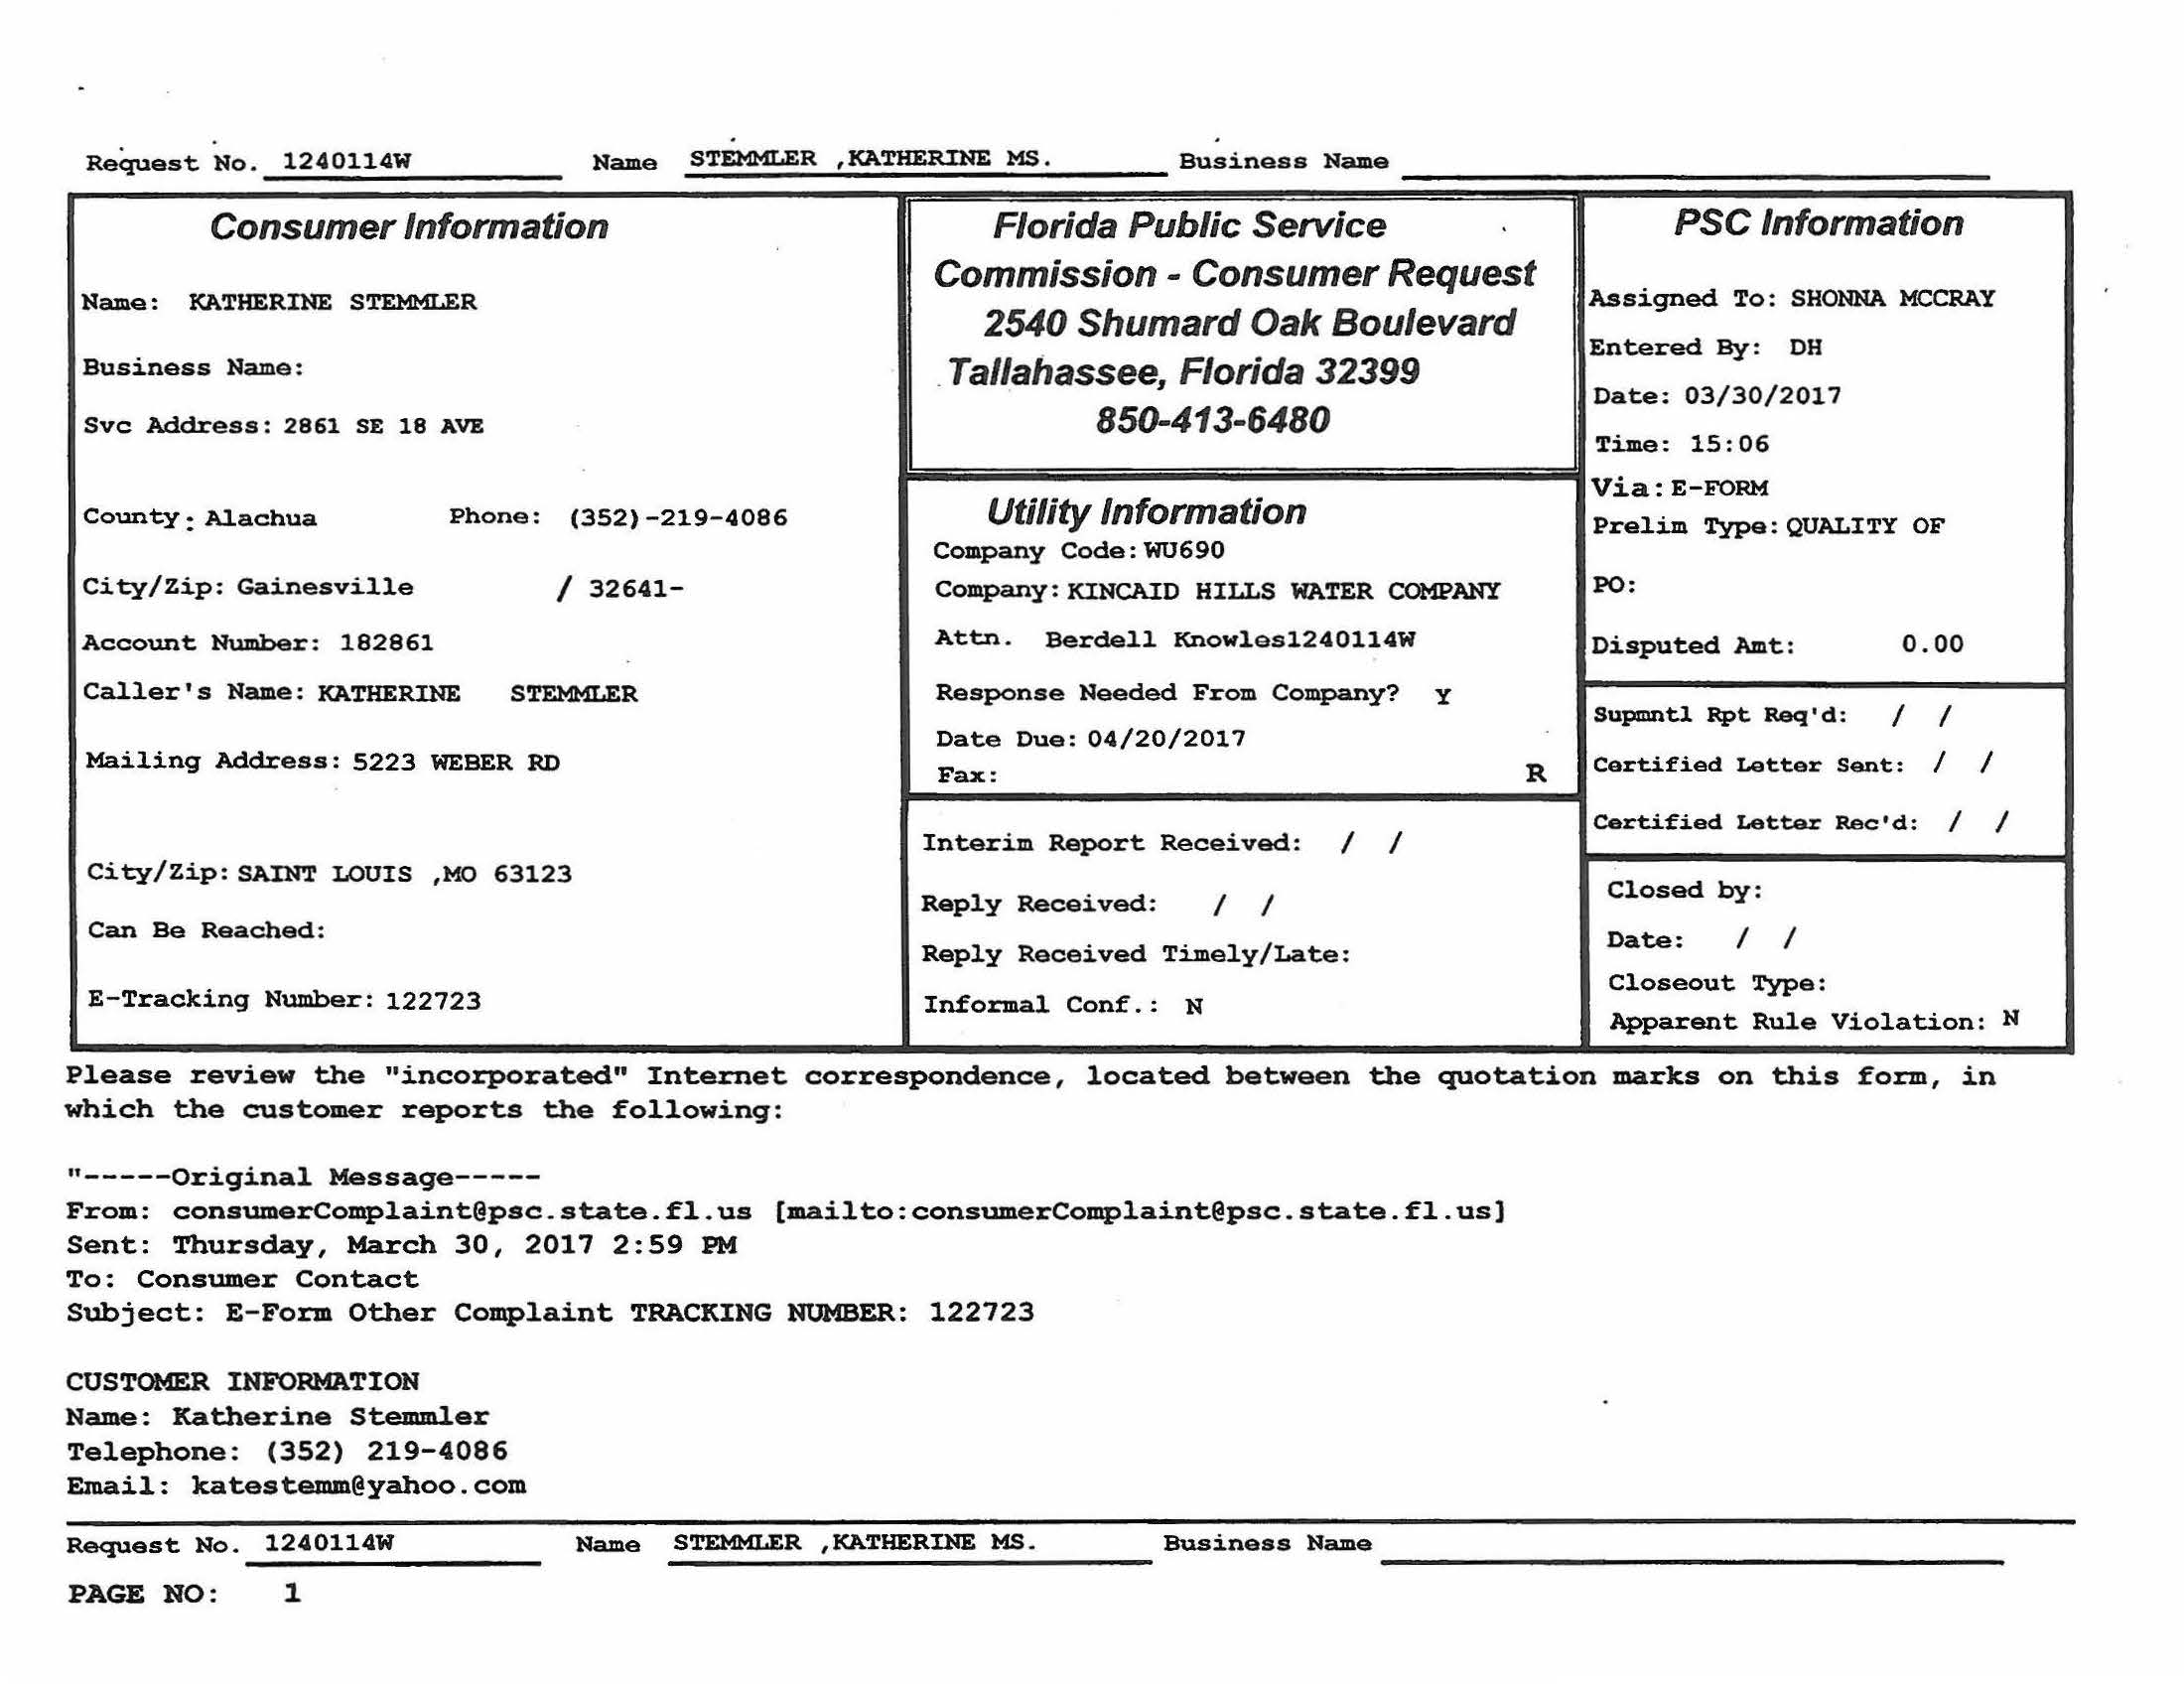 Request No. 1240114W Name STEMMLER ,KATHERINE MS. Business Name
Consumer Information
Name: KATHERINE STEMMLER
Business Name:
Svc Address: 2861 SE 18 AVE
County: Alachua Phone: (352)-219-4086
City/Zip: Gainesville / 32641-
Account Number: 182861
Caller's Name: KATHERINE STEMMLER
Mailing Address: 5223 WEBER RD
City/Zip: SAINT LOUIS ,MO 63123
Can Be Reached:
E-Tracking Number: 122723
Florida Public Service
Commission - Consumer Request
2540 Shumard Oak Boulevard
Tallahassee, Florida 32399
850-413-6480
Utility Information
Company Code: WU690
Company: KINCAID HILLS WATER COMPANY
Attn. Berdell Knowles1240114W
Response Needed From Company? Y
Date Due: 04/20/2017
Fax: R
Interim Report Received: / /
Reply Received: / /
Reply Received Timely/Late:
Informal Conf.: N
PSC Information
Assigned To: SHONNA MCCRAY
Entered By: DH
Date: 03/30/2017
Time: 15:06
Via: E-FORM
Prelim Type: QUALITY OF
PO:
Disputed Amt: 0.00
Supmntl Rpt Req'd: / /
Certified Letter Sent: / /
Certified Letter Rec'd: / /
Closed by:
Date: / /
Closeout Type:
Apparent Rule Violation: N
Please review the "incorporated" Internet correspondence, located between the quotation marks on this form, in
which the customer reports the following:
"-----Original Message-----
From: consumerComplaint@psc.state.fl.us [mailto:consumerComplaint@psc.state.fl.us]
Sent: Thursday, March 30, 2017 2:59 PM
To: Consumer Contact
Subject: E-Form Other Complaint TRACKING NUMBER: 122723
CUSTOMER INFORMATION
Name: Katherine Stemmler
Telephone: (352) 219-4086
Email: katestemm@yahoo.com
Request No. 1240114W Name STEMMLER ,KATHERINE MS. Business Name
PAGE NO: 1